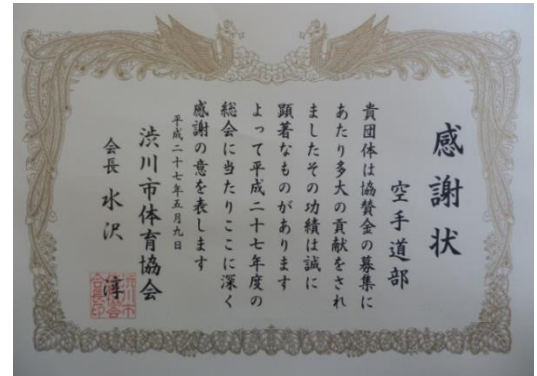 感謝状
空手道部
貴団体は協賛金の募集に
あたり多大の貢献をされ
ましたその功績は誠に
顕著なものがあります
よって平成二十七年度の
総会に当たりここに深く
感謝の意を表します
平成二十七年五月九日
渋川市体育協会
会長 水沢 淳